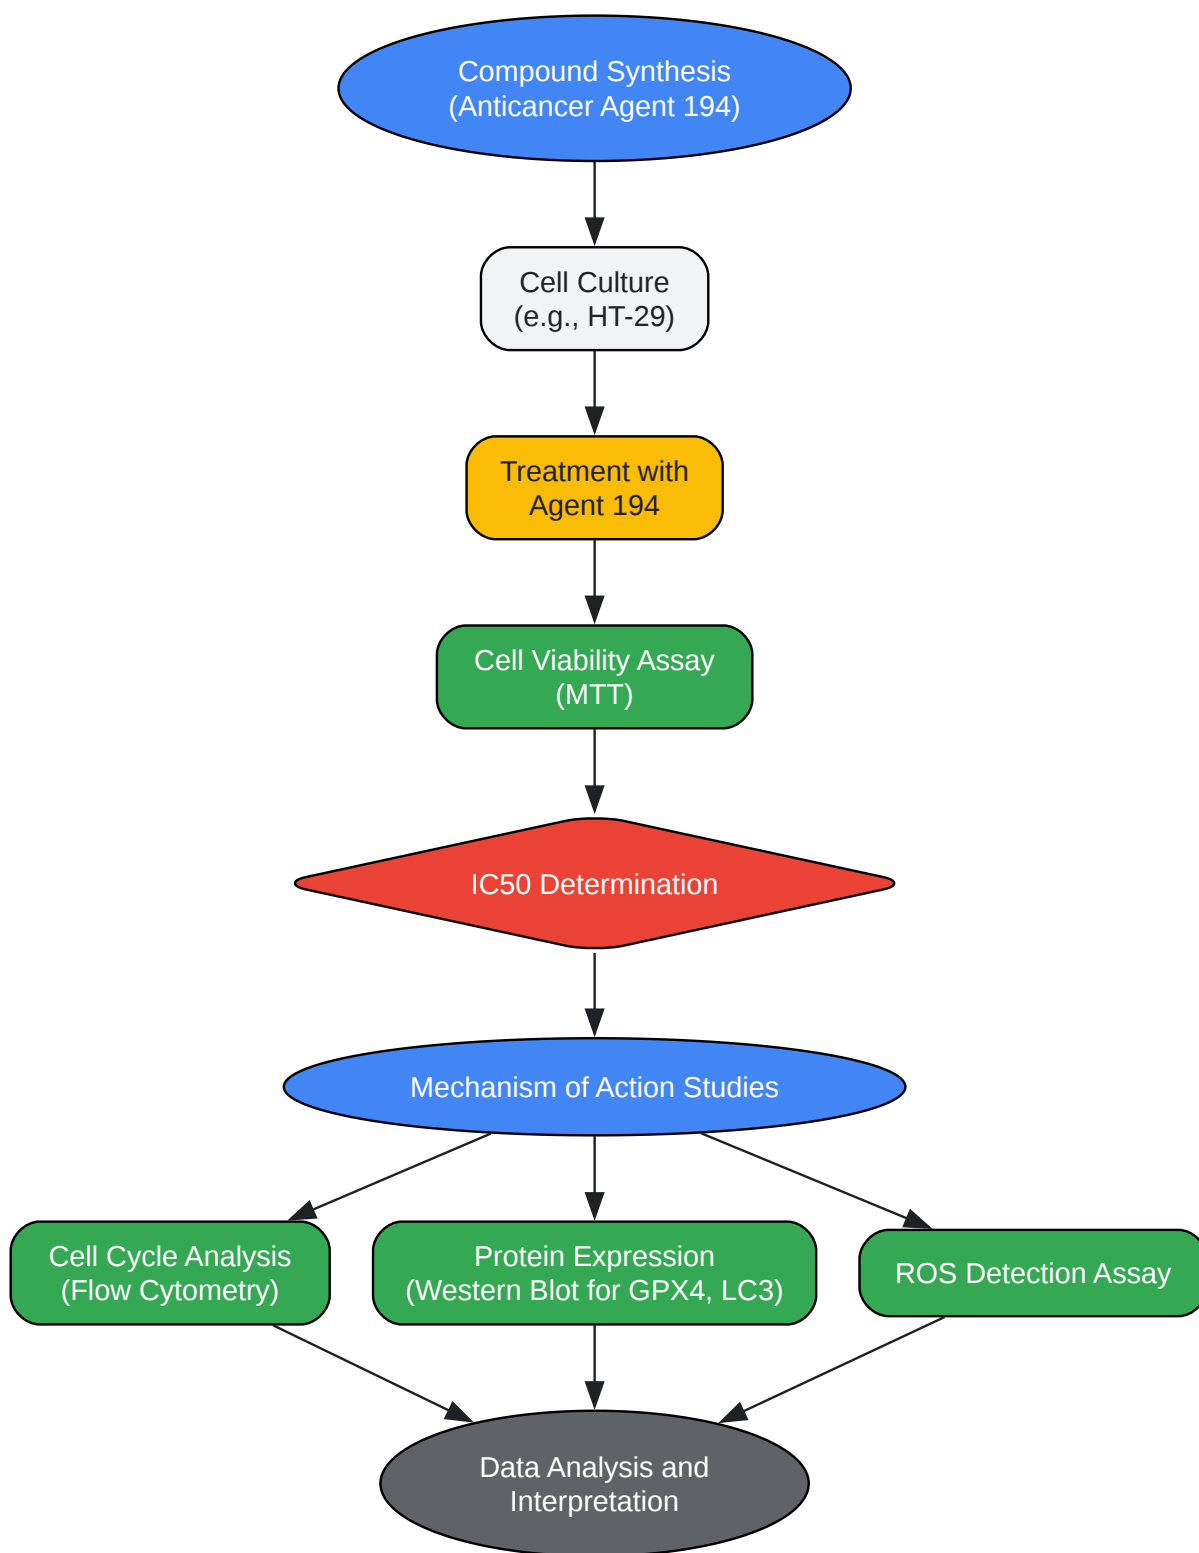 Compound Synthesis
(Anticancer Agent 194)
Cell Culture
(e.g., HT-29)
Treatment with
Agent 194
Cell Viability Assay
(MTT)
IC50 Determination
Mechanism of Action Studies
Cell Cycle Analysis
(Flow Cytometry)
Protein Expression
(Western Blot for GPX4, LC3)
ROS Detection Assay
Data Analysis and
Interpretation